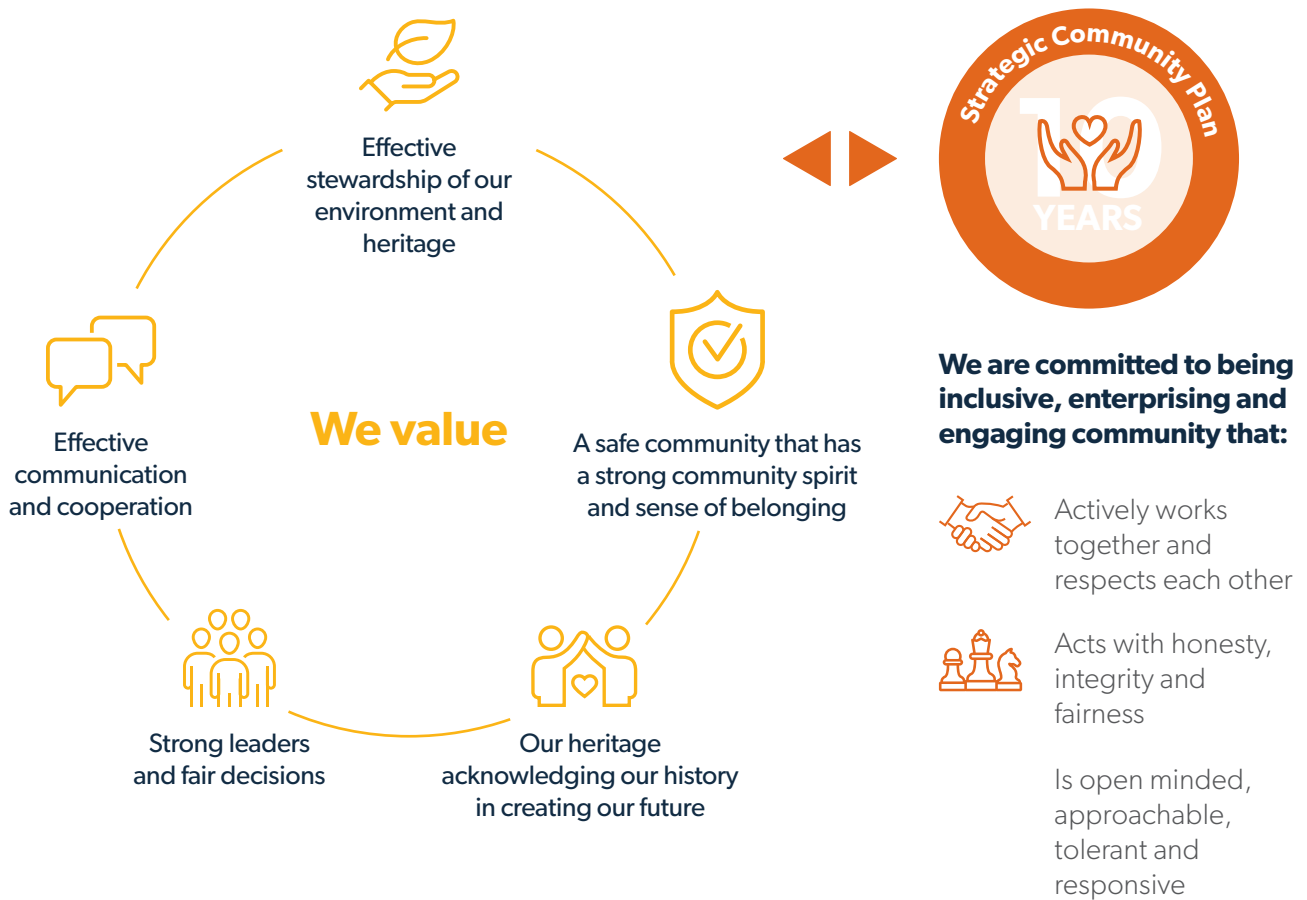 Effective
stewardship of our
environment and
heritage
Effective
communication
and cooperation
We value
A safe community that has
a strong community spirit
and sense of belonging
Strong leaders
and fair decisions
Our heritage
acknowledging our history
in creating our future
Strategic Community Plan
10
YEARS
We are committed to being
inclusive, enterprising and
engaging community that:
Actively works
together and
respects each other
Acts with honesty,
integrity and
fairness
Is open minded,
approachable,
tolerant and
responsive